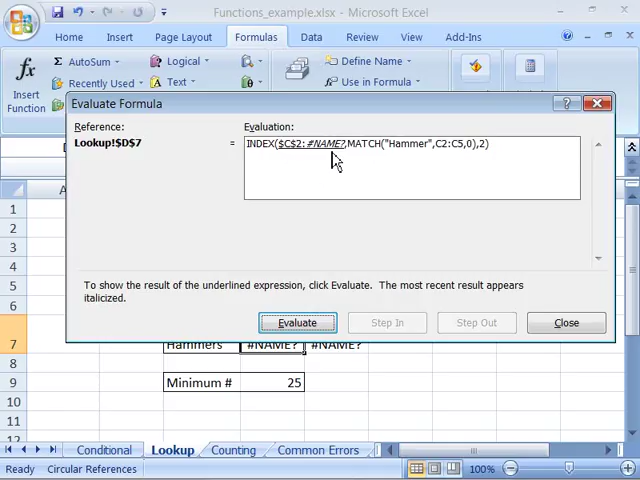 Functions_example.xlsx - Microsoft Excel
Home Insert Page Layout Formulas Data Review View Add-Ins
fx
Insert
Function
Σ AutoSum
Recently Used
Logical
Text
A
Define Name
Use in Formula
Evaluate Formula
Reference:
Evaluation:
Lookup!$D$7
=
INDEX($C$2:#NAME?,MATCH("Hammer",C2:C5,0),2)
To show the result of the underlined expression, click Evaluate. The most recent result appears
italicized.
Evaluate Step In Step Out Close
A
1
2
3
4
5
6
7 Hammers #NAME? #NAME?
8
9 Minimum # 25
10
11
12
Conditional Lookup Counting Common Errors
Ready Circular References 100%